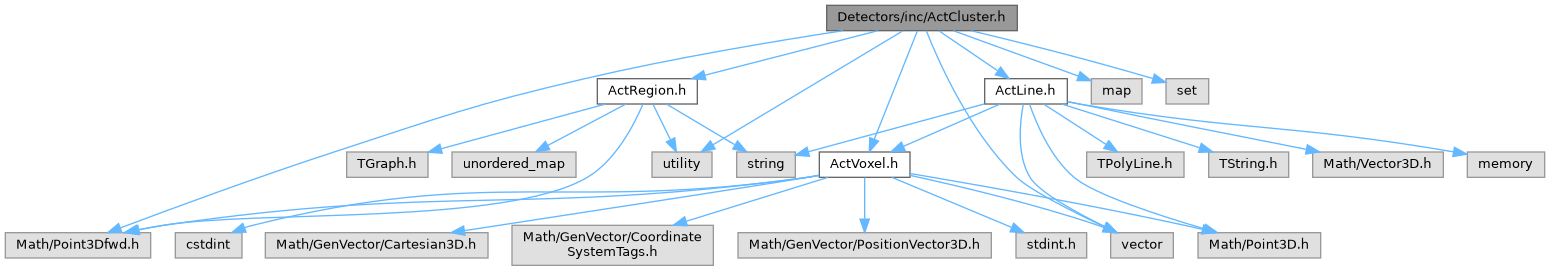 Detectors/inc/ActCluster.h
ActRegion.h
ActLine.h
map
set
TGraph.h
unordered_map
utility
string
ActVoxel.h
TPolyLine.h
TString.h
Math/Vector3D.h
memory
Math/Point3Dfwd.h
cstdint
Math/GenVector/Cartesian3D.h
Math/GenVector/Coordinate
SystemTags.h
Math/GenVector/PositionVector3D.h
stdint.h
vector
Math/Point3D.h